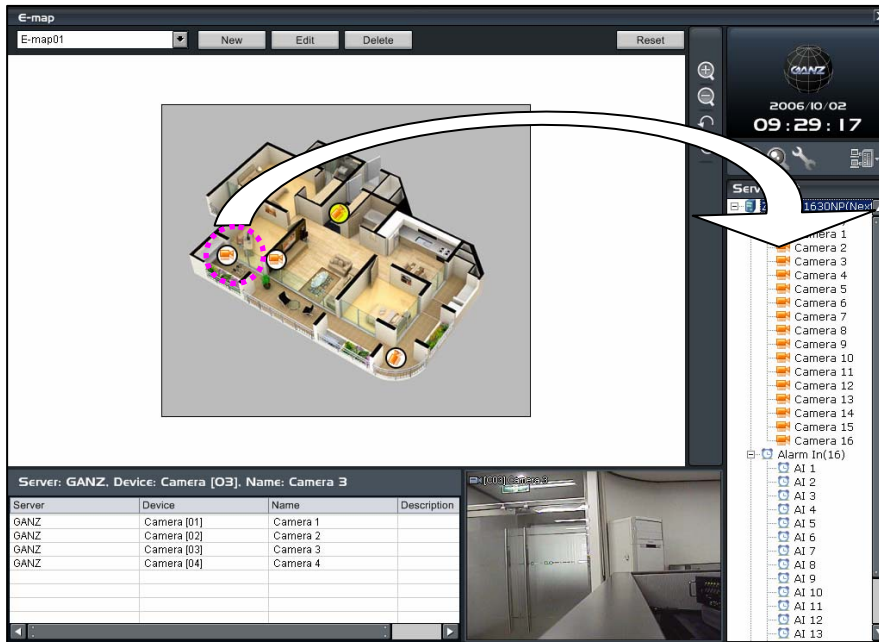 E-map
E-map01
New
Edit
Delete
Reset
GANZ
2006/10/02
09:29:17
1630NP(Next
Camera 1
Camera 2
Camera 3
Camera 4
Camera 5
Camera 6
Camera 7
Camera 8
Camera 9
Camera 10
Camera 11
Camera 12
Camera 13
Camera 14
Camera 15
Camera 16
Alarm In(16)
AI 1
AI 2
AI 3
AI 4
AI 5
AI 6
AI 7
AI 8
AI 9
AI 10
AI 11
AI 12
AI 13
Server: GANZ, Device: Camera [03], Name: Camera 3
Server Device Name Description
GANZ Camera [01] Camera 1
GANZ Camera [02] Camera 2
GANZ Camera [03] Camera 3
GANZ Camera [04] Camera 4
[C03] Camera 3